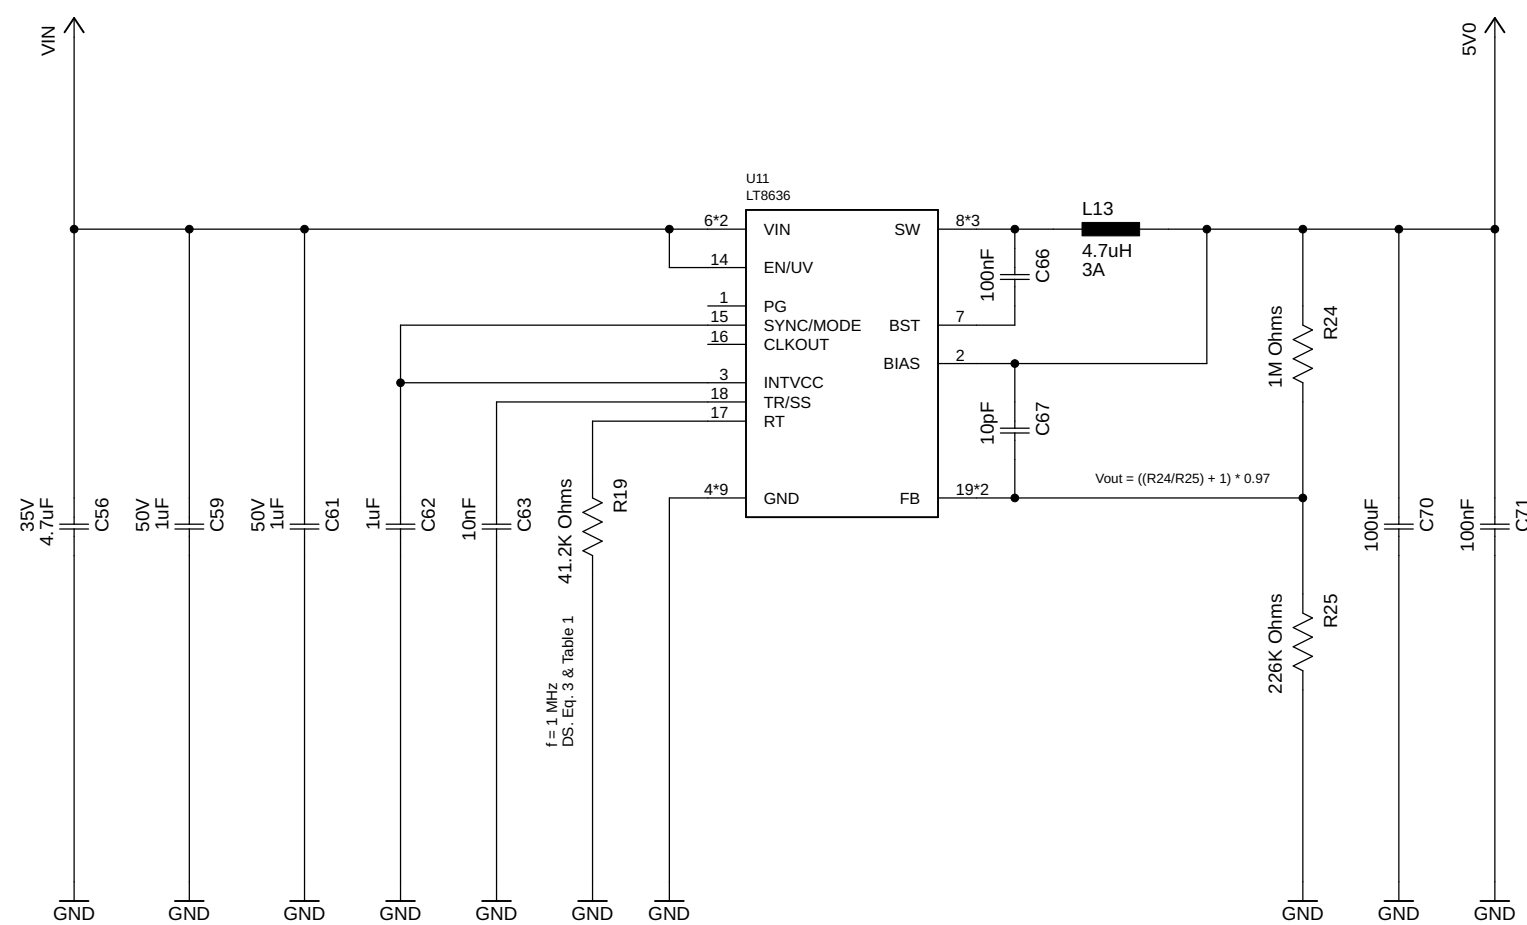 VIN
5V0
U11
LT8636
6*2
VIN
14
EN/UV
1
PG
15
SYNC/MODE
16
CLKOUT
3
INTVCC
18
TR/SS
17
RT
4*9
GND
SW
8*3
BST
7
BIAS
2
FB
19*2
L13
4.7uH
3A
100nF
C66
10pF
C67
Vout = ((R24/R25) + 1) * 0.97
1M Ohms
R24
226K Ohms
R25
35V
4.7uF
C56
50V
1uF
C59
50V
1uF
C61
1uF
C62
10nF
C63
41.2K Ohms
R19
f = 1 MHz
DS. Eq. 3 & Table 1
100uF
C70
100nF
C71
GND
GND
GND
GND
GND
GND
GND
GND
GND
GND